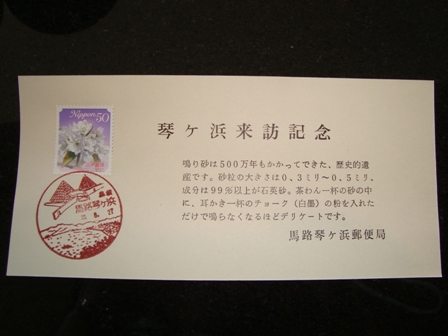 Nippon 50
琴ヶ浜来訪記念
鳴り砂は500万年もかかってできた、歴史的遺
産です。砂粒の大きさは0.3ミリ〜0.5ミリ。
成分は99%以上が石英砂。茶わん一杯の砂の中
に、耳かき一杯のチョーク（白墨）の粉を入れた
だけで鳴らなくなるほどデリケートです。
馬路琴ヶ浜郵便局
島根
馬路琴ヶ浜